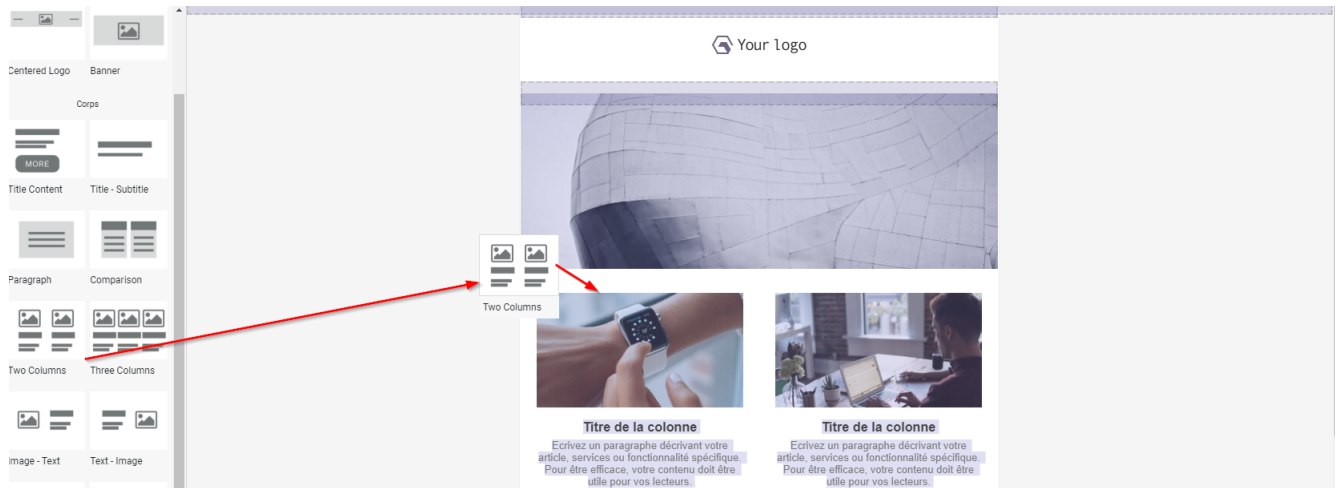 Centered Logo
Banner
Corps
MORE
Title Content
Title - Subtitle
Paragraph
Comparison
Two Columns
Three Columns
Image - Text
Text - Image
Your logo
Two Columns
Titre de la colonne
Ecrivez un paragraphe décrivant votre
article, services ou fonctionnalité spécifique.
Pour être efficace, votre contenu doit être
utile pour vos lecteurs.
Titre de la colonne
Ecrivez un paragraphe décrivant votre
article, services ou fonctionnalité spécifique.
Pour être efficace, votre contenu doit être
utile pour vos lecteurs.